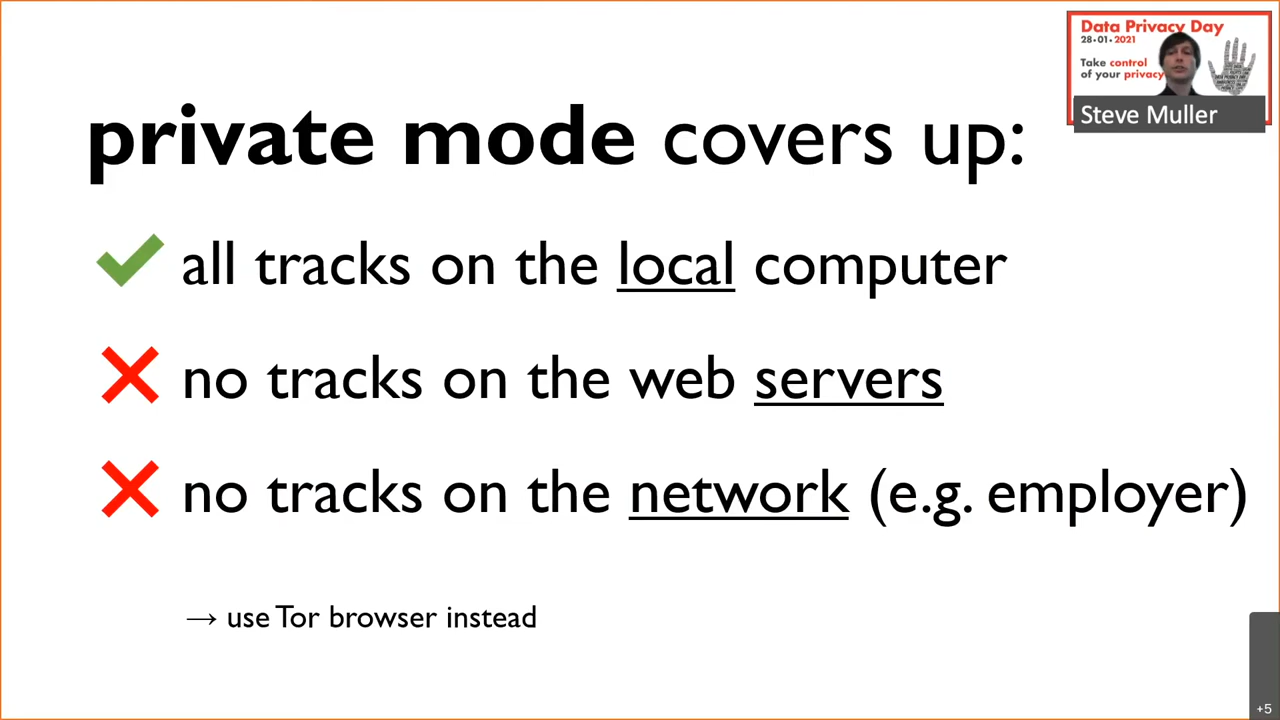 Data Privacy Day
28•01•2021
Take control
of your privacy
Steve Muller
private mode covers up:
all tracks on the local computer
no tracks on the web servers
no tracks on the network (e.g. employer)
→ use Tor browser instead
+5